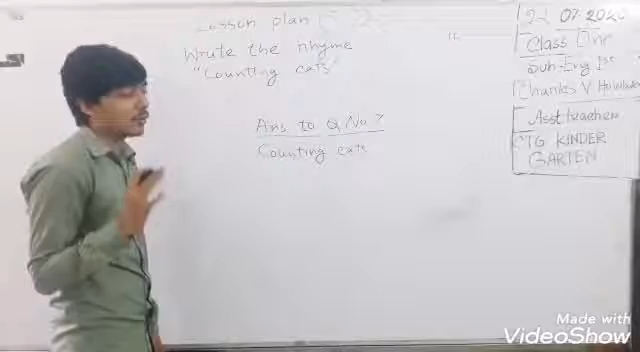 Lesson plan
Write the rhyme
"Counting cats"
Ans to Q No 7
Counting cats
22 07.2020
Class One
Sub-Eng 1st
Asst teacher
CTG KINDER
GARTEN
Made with
VideoShow